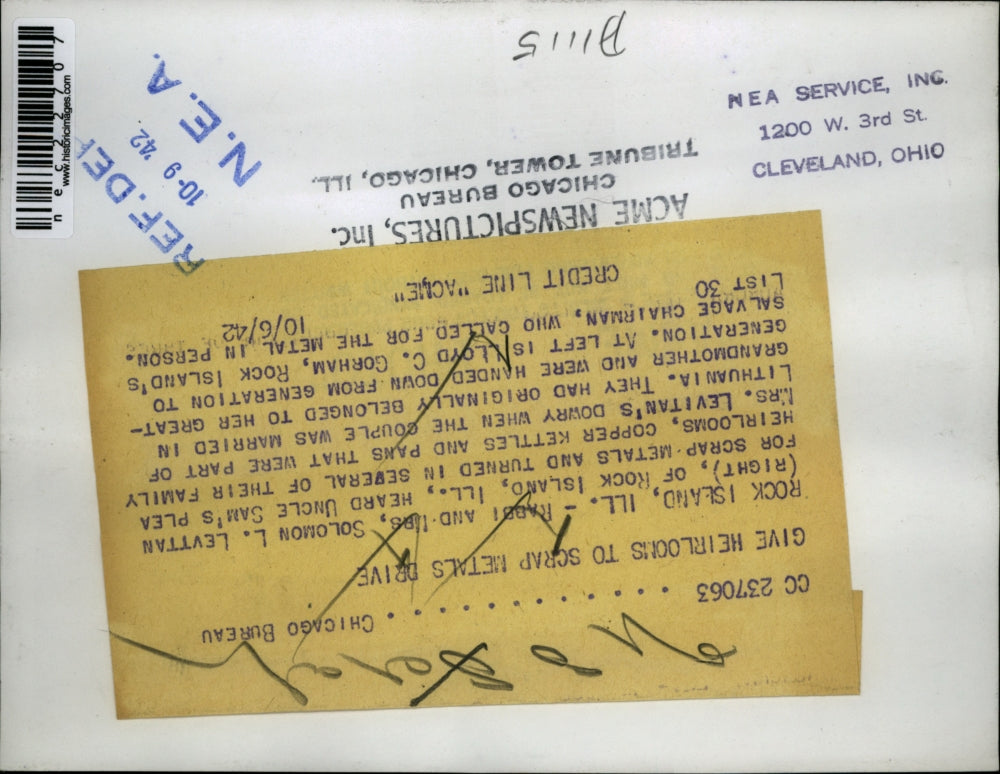 CC 237063 . . . . . . . . . . . . CHICAGO BUREAU
GIVE HEIRLOOMS TO SCRAP METALS DRIVE
ROCK ISLAND, ILL. - RABBI AND MRS. SOLOMON L. LEVITAN
(RIGHT), OF ROCK ISLAND, ILL., HEARD UNCLE SAM'S PLEA
FOR SCRAP METALS AND TURNED IN SEVERAL OF THEIR FAMILY
HEIRLOOMS, COPPER KETTLES AND PANS THAT WERE PART OF
MRS. LEVITAN'S DOWRY WHEN THE COUPLE WAS MARRIED IN
LITHUANIA. THEY HAD ORIGINALLY BELONGED TO HER GREAT-
GRANDMOTHER AND WERE HANDED DOWN FROM GENERATION TO
GENERATION. AT LEFT IS LLOYD C. GORHAM, ROCK ISLAND'S
SALVAGE CHAIRMAN, WHO CALLED FOR THE METAL IN PERSON.
LIST 30 10/6/42
CREDIT LINE "ACME"
ACME NEWSPICTURES, Inc.
CHICAGO BUREAU
TRIBUNE TOWER, CHICAGO, ILL.
NEA SERVICE, INC.
1200 W. 3rd St.
CLEVELAND, OHIO
REF. DEP
10-9 '42
N. E. A.
www.historicimages.com